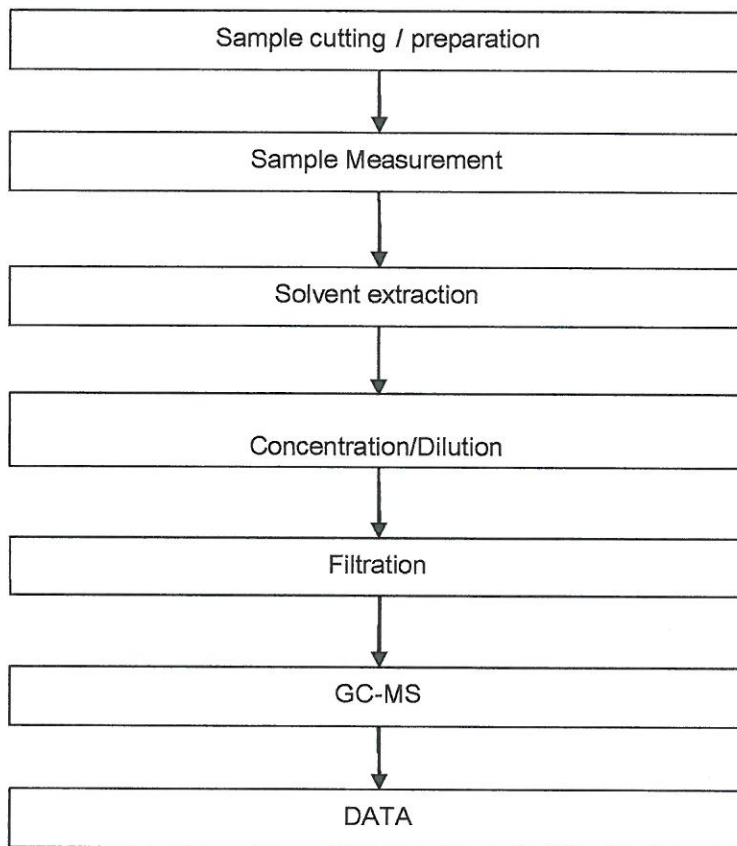 Sample cutting / preparation
Sample Measurement
Solvent extraction
Concentration/Dilution
Filtration
GC-MS
DATA